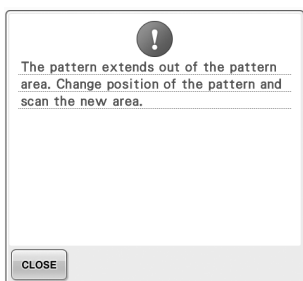 The pattern extends out of the pattern
area. Change position of the pattern and
scan the new area.
CLOSE